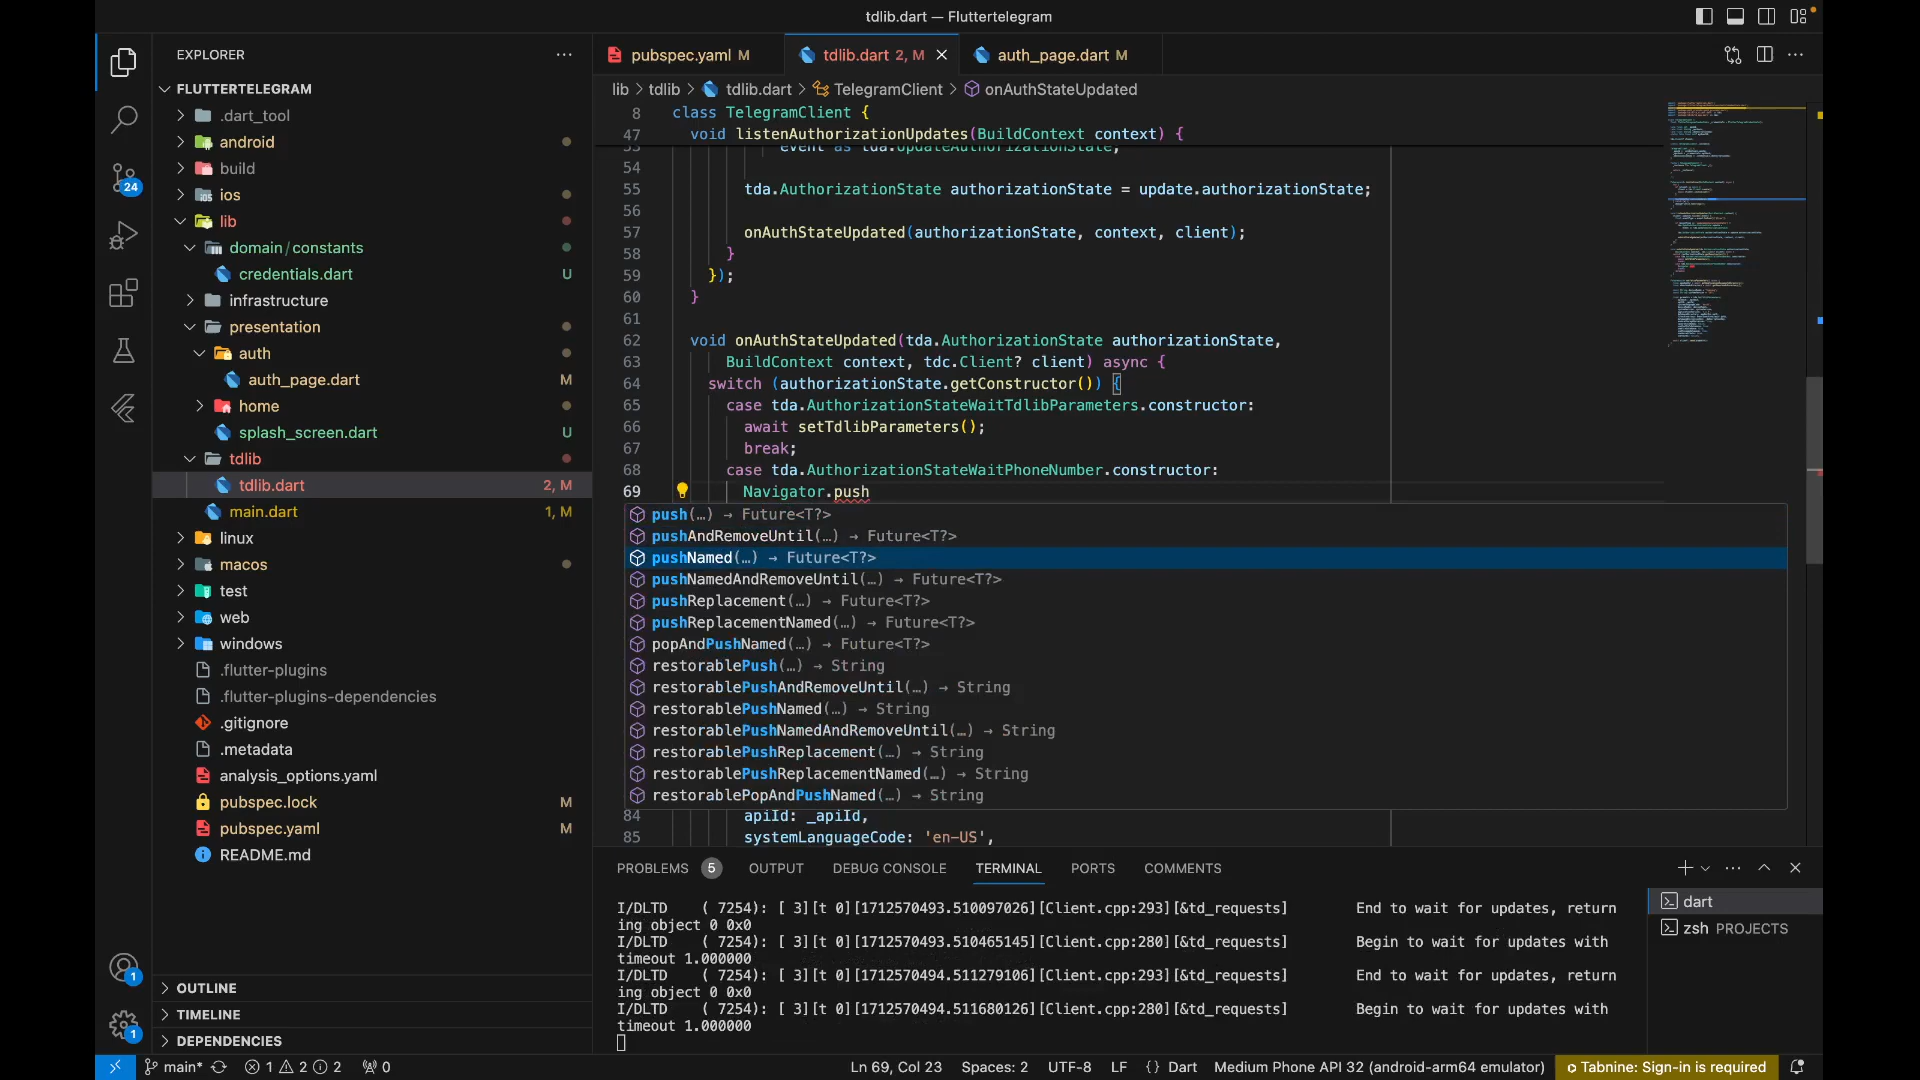 tdlib.dart — Fluttertelegram
EXPLORER
FLUTTERTELEGRAM
.dart_tool
android
build
ios
lib
domain/constants
credentials.dart U
infrastructure
presentation
auth
auth_page.dart M
home
splash_screen.dart U
tdlib
tdlib.dart 2, M
main.dart 1, M
linux
macos
test
web
windows
.flutter-plugins
.flutter-plugins-dependencies
.gitignore
.metadata
analysis_options.yaml
pubspec.lock M
pubspec.yaml M
README.md
OUTLINE
TIMELINE
DEPENDENCIES
24
1
1
pubspec.yaml M tdlib.dart 2, M auth_page.dart M
lib > tdlib > tdlib.dart > TelegramClient > onAuthStateUpdated
8 class TelegramClient {
47 void listenAuthorizationUpdates(BuildContext context) {
53 event as tda.UpdateAuthorizationState;
54
55 tda.AuthorizationState authorizationState = update.authorizationState;
56
57 onAuthStateUpdated(authorizationState, context, client);
58 }
59 });
60 }
61
62 void onAuthStateUpdated(tda.AuthorizationState authorizationState,
63 BuildContext context, tdc.Client? client) async {
64 switch (authorizationState.getConstructor()) {
65 case tda.AuthorizationStateWaitTdlibParameters.constructor:
66 await setTdlibParameters();
67 break;
68 case tda.AuthorizationStateWaitPhoneNumber.constructor:
69 Navigator.push
push(…) → Future<T?>
pushAndRemoveUntil(…) → Future<T?>
pushNamed(…) → Future<T?>
pushNamedAndRemoveUntil(…) → Future<T?>
pushReplacement(…) → Future<T?>
pushReplacementNamed(…) → Future<T?>
popAndPushNamed(…) → Future<T?>
restorablePush(…) → String
restorablePushAndRemoveUntil(…) → String
restorablePushNamed(…) → String
restorablePushNamedAndRemoveUntil(…) → String
restorablePushReplacement(…) → String
restorablePushReplacementNamed(…) → String
restorablePopAndPushNamed(…) → String
84 apiId: _apiId,
85 systemLanguageCode: 'en-US',
PROBLEMS 5 OUTPUT DEBUG CONSOLE TERMINAL PORTS COMMENTS
I/DLTD ( 7254): [ 3][t 0][1712570493.510097026][Client.cpp:293][&td_requests] End to wait for updates, return
ing object 0 0x0
I/DLTD ( 7254): [ 3][t 0][1712570493.510465145][Client.cpp:280][&td_requests] Begin to wait for updates with
timeout 1.000000
I/DLTD ( 7254): [ 3][t 0][1712570494.511279106][Client.cpp:293][&td_requests] End to wait for updates, return
ing object 0 0x0
I/DLTD ( 7254): [ 3][t 0][1712570494.511680126][Client.cpp:280][&td_requests] Begin to wait for updates with
timeout 1.000000
dart
zsh PROJECTS
main* 1 2 2 0 Ln 69, Col 23 Spaces: 2 UTF-8 LF {} Dart Medium Phone API 32 (android-arm64 emulator) Tabnine: Sign-in is required